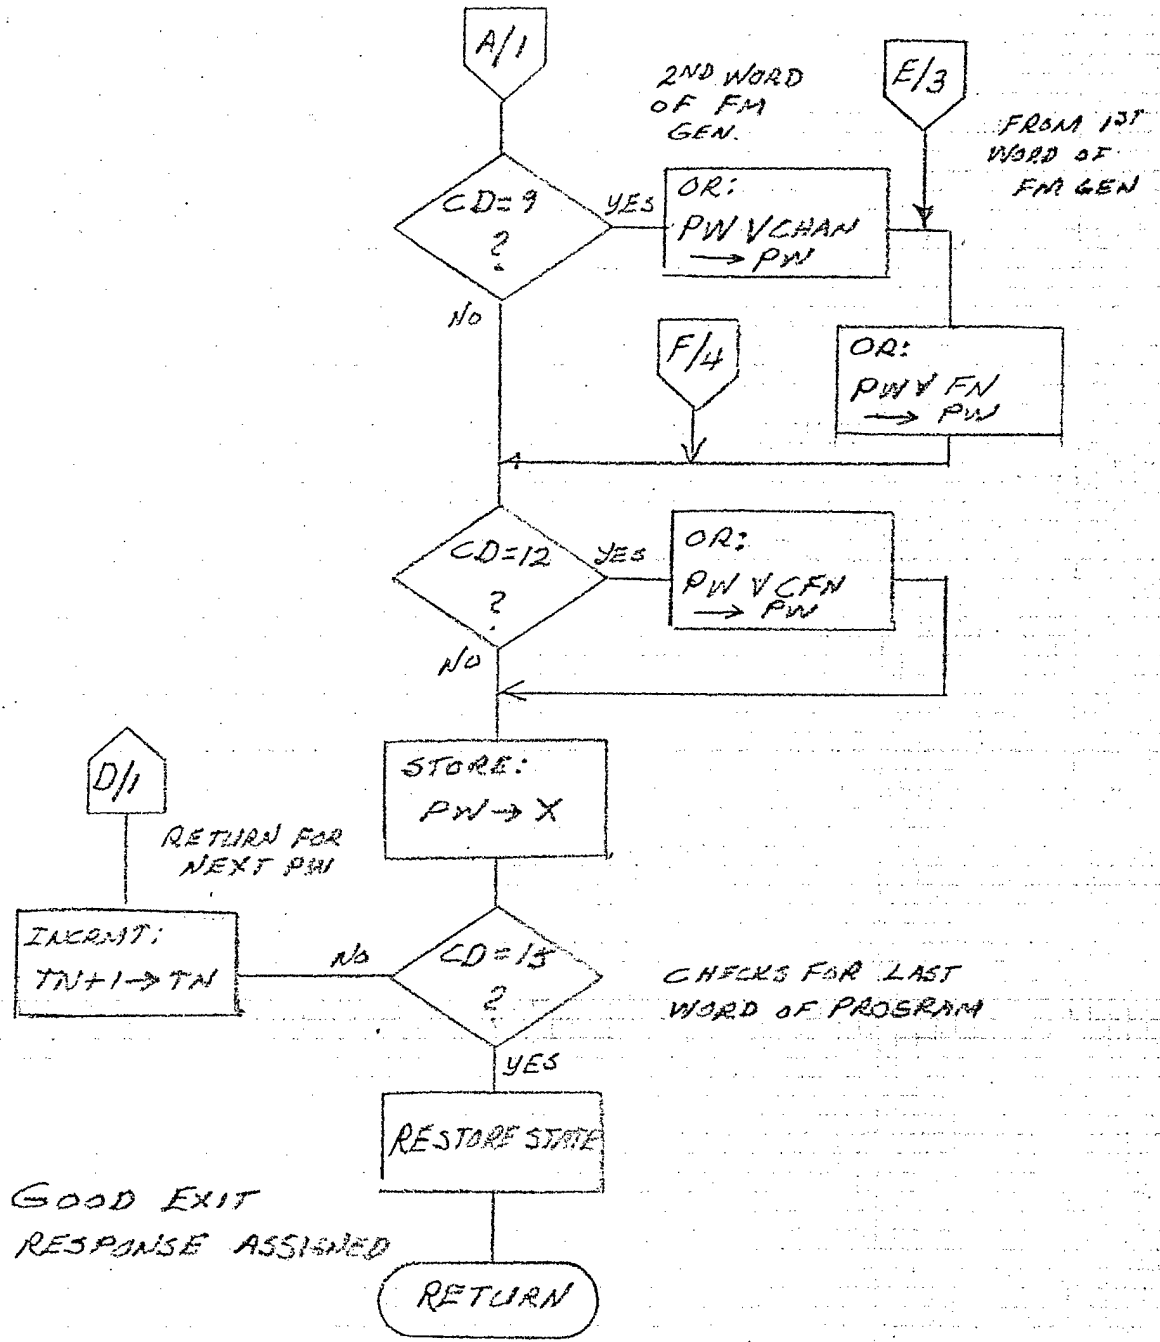 A/1
2ND WORD
OF FM
GEN.
E/3
FROM 1ST
WORD OF
FM GEN
CD=9
?
YES
OR:
PW V CHAN
→ PW
NO
F/4
OR:
PW V FN
→ PW
CD=12
?
YES
OR:
PW V CFN
→ PW
NO
STORE:
PW → X
D/1
RETURN FOR
NEXT PW
INCRMT:
TN+1 → TN
NO
CD=15
?
CHECKS FOR LAST
WORD OF PROGRAM
YES
RESTORE STATE
GOOD EXIT
RESPONSE ASSIGNED
RETURN